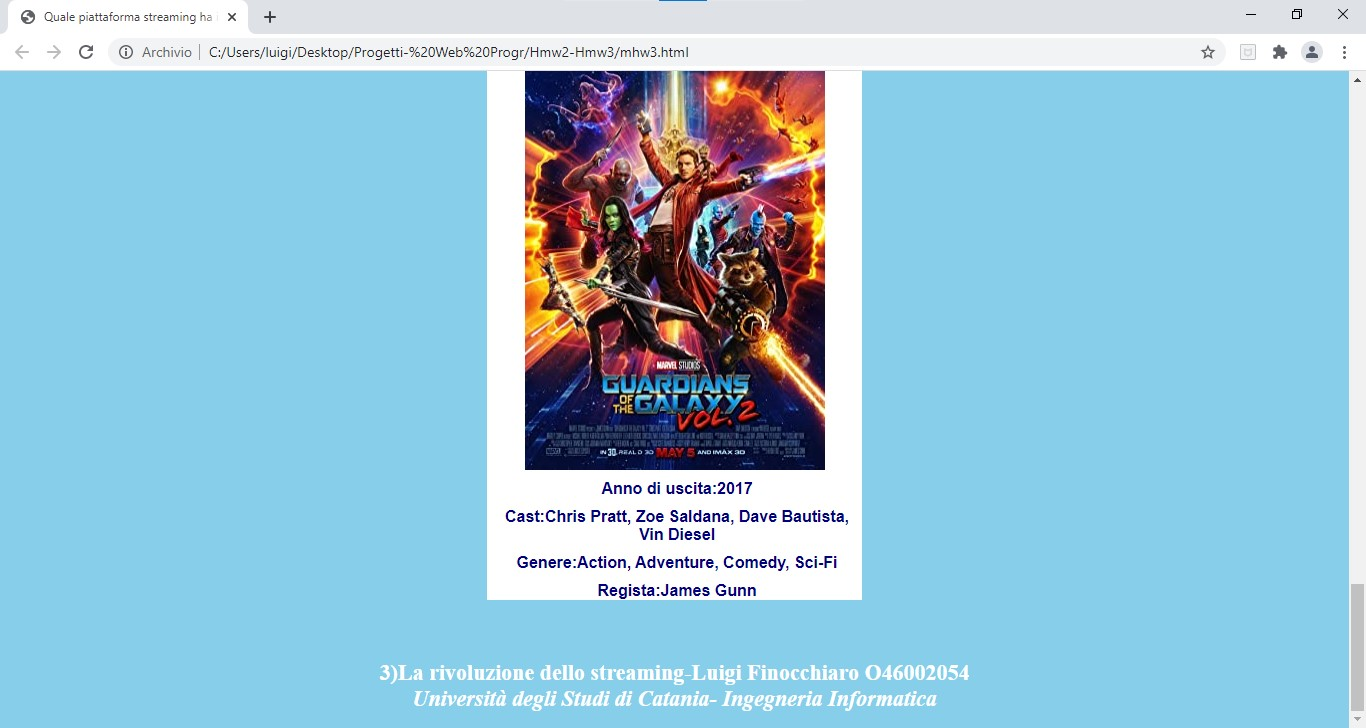 Quale piattaforma streaming ha i
Archivio
C:/Users/luigi/Desktop/Progetti-%20Web%20Progr/Hmw2-Hmw3/mhw3.html
MARVEL STUDIOS
GUARDIANS
OF THE GALAXY
VOL. 2
IN 3D, REAL D 3D MAY 5 AND IMAX 3D
Anno di uscita:2017
Cast:Chris Pratt, Zoe Saldana, Dave Bautista,
Vin Diesel
Genere:Action, Adventure, Comedy, Sci-Fi
Regista:James Gunn
3)La rivoluzione dello streaming-Luigi Finocchiaro O46002054
Università degli Studi di Catania- Ingegneria Informatica